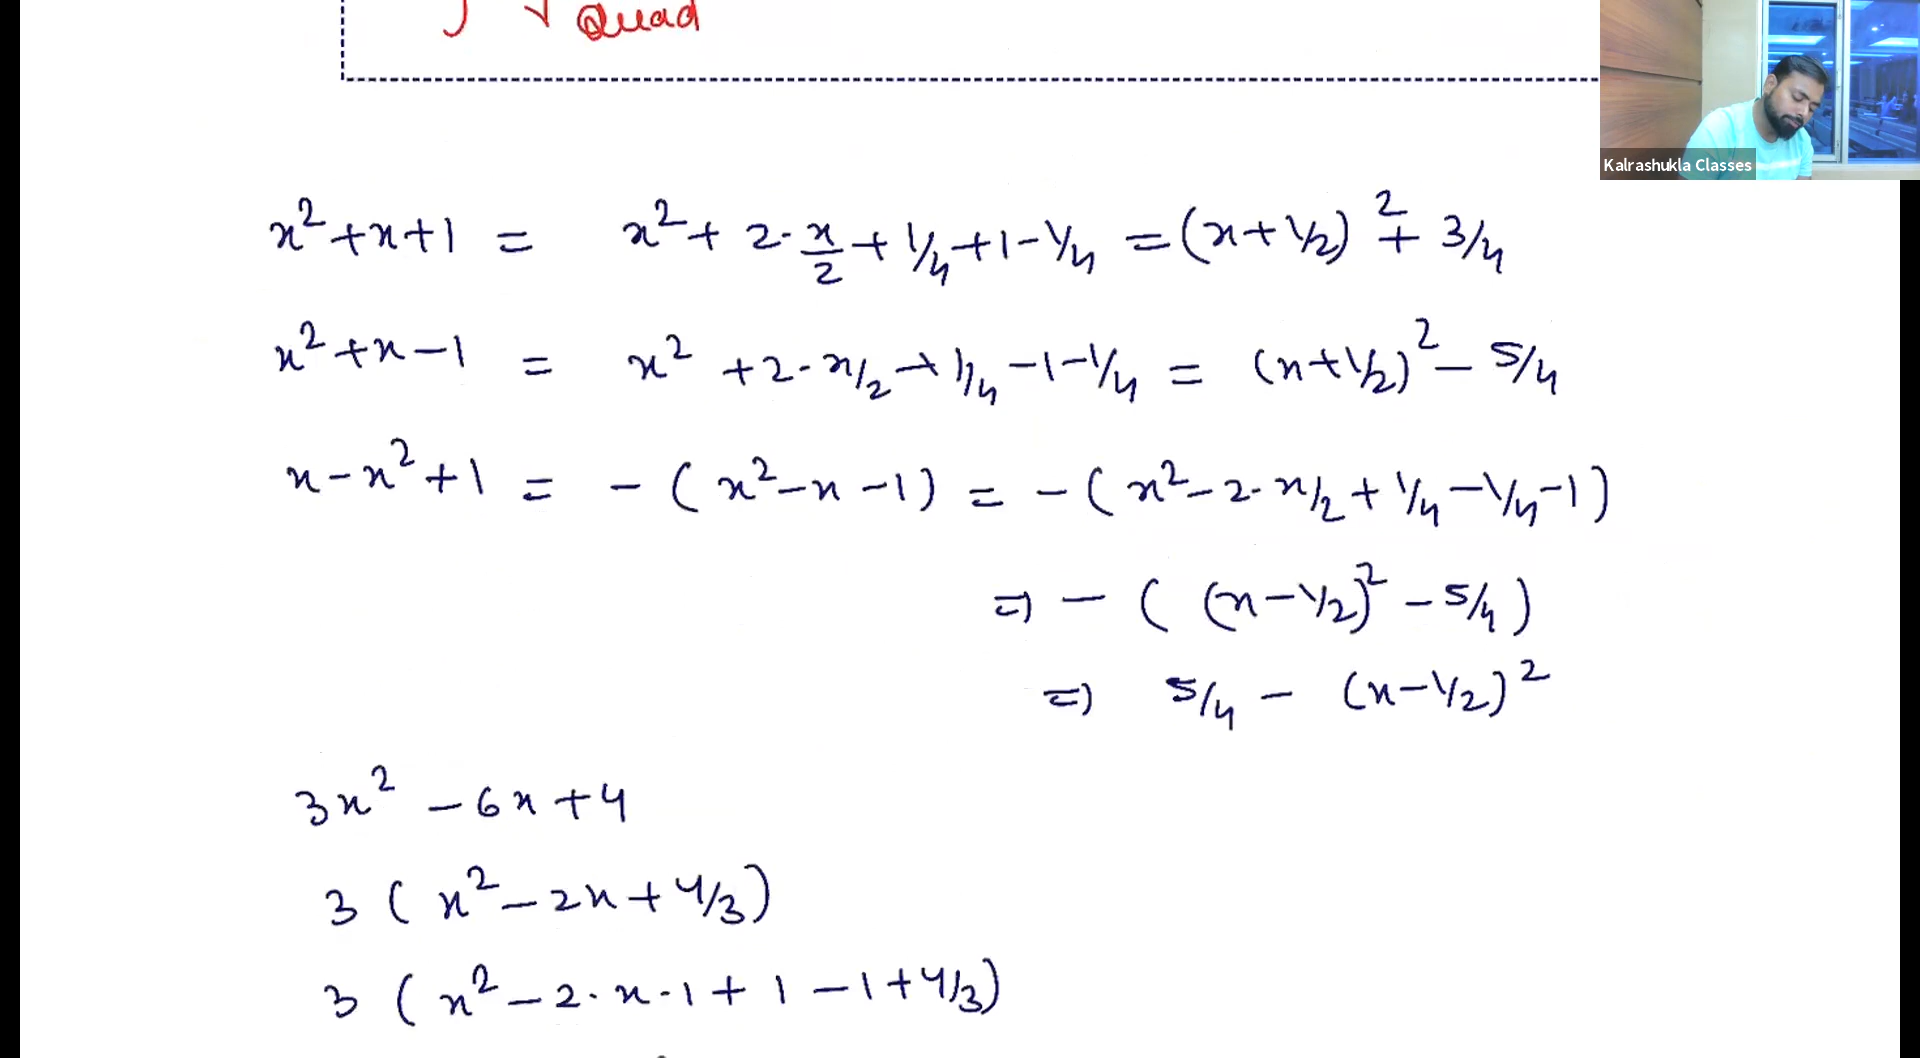 Quad
Kalrashukla Classes
x² + x + 1 = x² + 2·x/2 + 1/4 + 1 - 1/4 = (x + 1/2)² + 3/4
x² + x - 1 = x² + 2·x/2 + 1/4 - 1 - 1/4 = (x + 1/2)² - 5/4
x - x² + 1 = - (x² - x - 1) = - (x² - 2·x/2 + 1/4 - 1/4 - 1)
⇒ - ((x - 1/2)² - 5/4)
⇒ 5/4 - (x - 1/2)²
3x² - 6x + 4
3 (x² - 2x + 4/3)
3 (x² - 2·x·1 + 1 - 1 + 4/3)